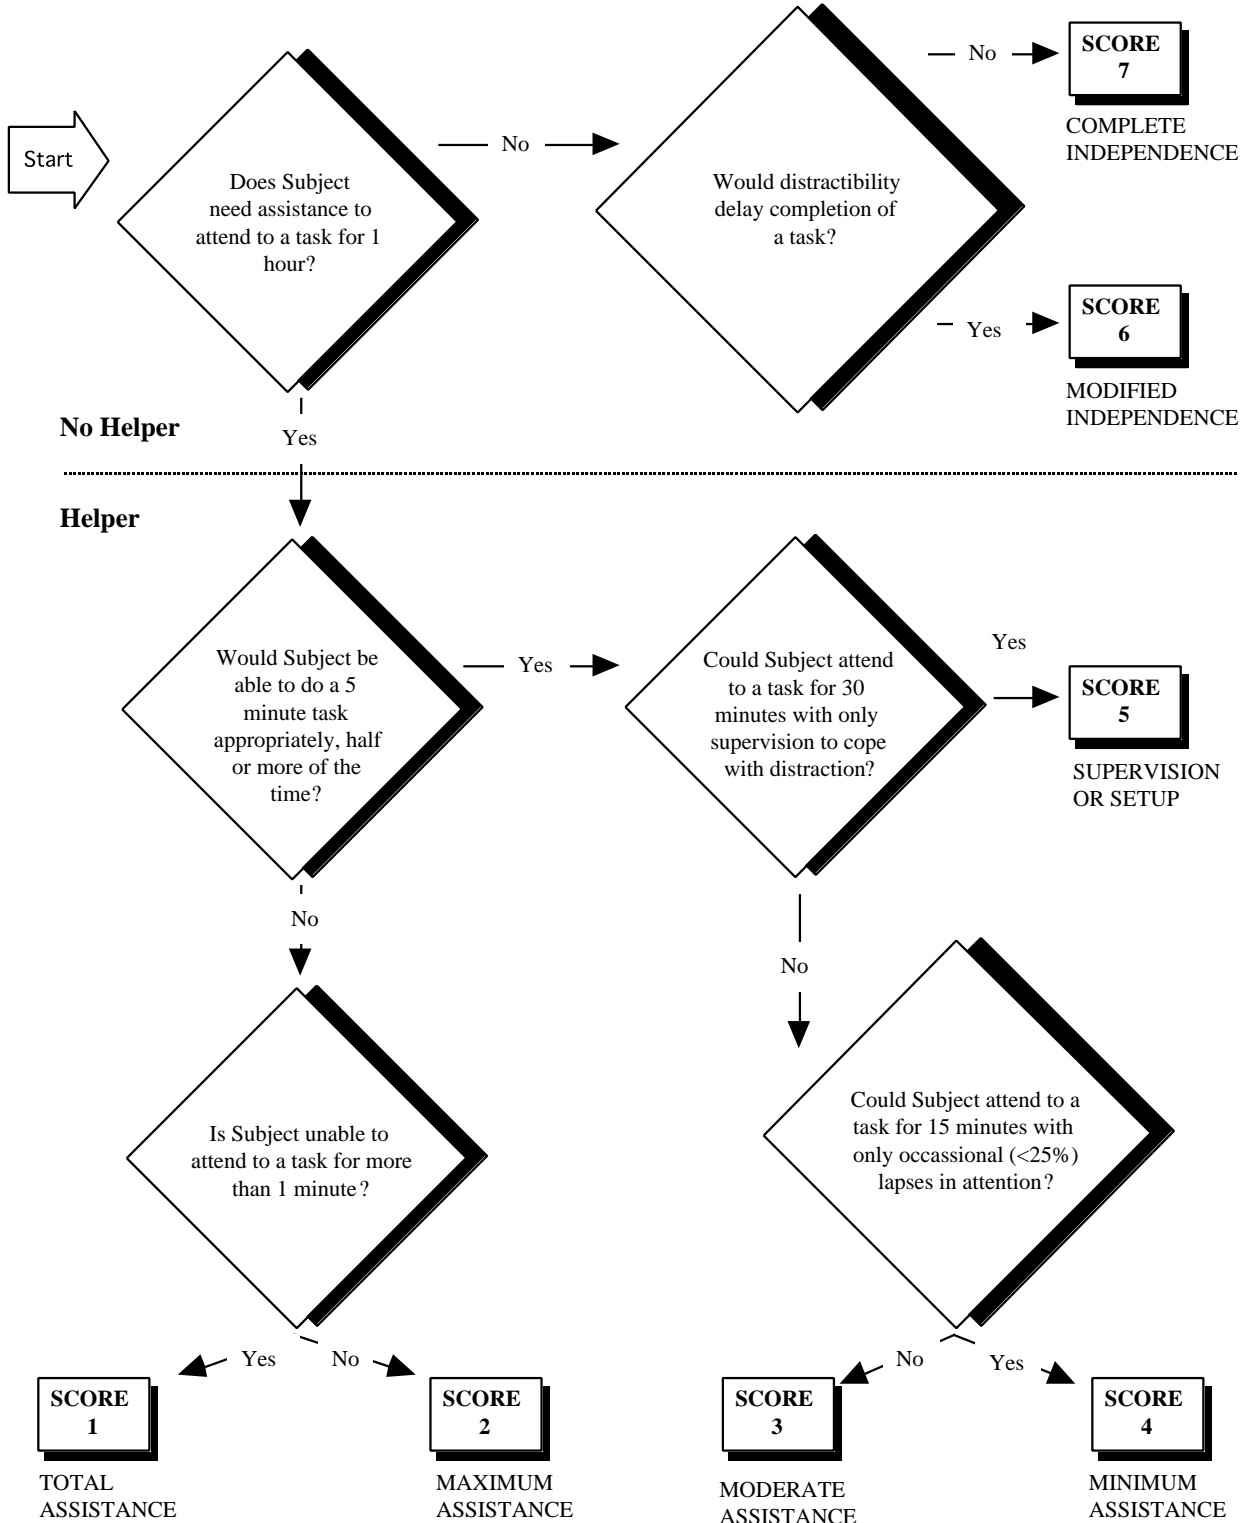 Start
Does Subject
need assistance to
attend to a task for 1
hour?
No
Would distractibility
delay completion of
a task?
No
SCORE
7
COMPLETE
INDEPENDENCE
Yes
SCORE
6
MODIFIED
INDEPENDENCE
Yes
No Helper
Helper
Would Subject be
able to do a 5
minute task
appropriately, half
or more of the
time?
Yes
Could Subject attend
to a task for 30
minutes with only
supervision to cope
with distraction?
Yes
SCORE
5
SUPERVISION
OR SETUP
No
No
Is Subject unable to
attend to a task for more
than 1 minute?
Could Subject attend to a
task for 15 minutes with
only occassional (<25%)
lapses in attention?
Yes
No
No
Yes
SCORE
1
TOTAL
ASSISTANCE
SCORE
2
MAXIMUM
ASSISTANCE
SCORE
3
MODERATE
ASSISTANCE
SCORE
4
MINIMUM
ASSISTANCE